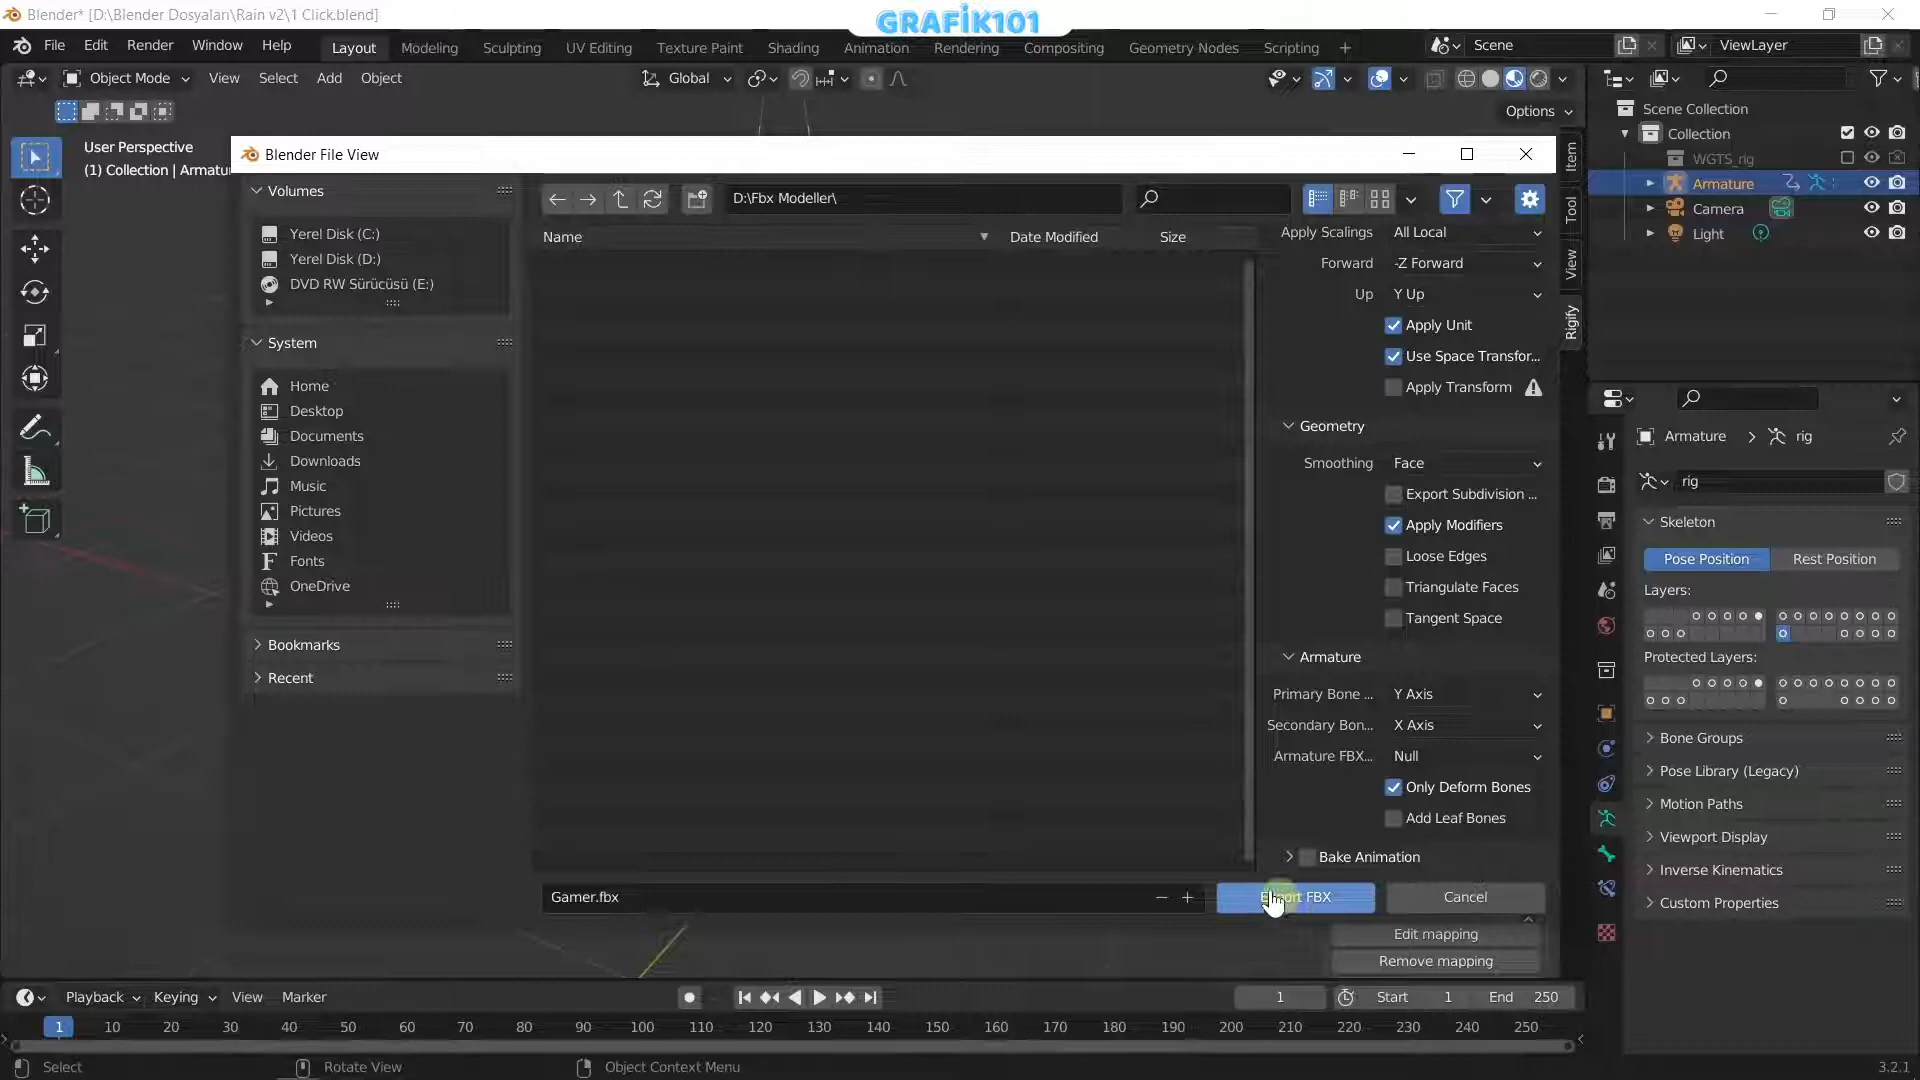 Blender* [D:\Blender Dosyaları\Rain v2\1 Click.blend]
GRAFİK101
File Edit Render Window Help Layout Modeling Sculpting UV Editing Texture Paint Shading Animation Rendering Compositing Geometry Nodes Scripting + Scene ViewLayer
Object Mode View Select Add Object Global
Options
User Perspective
(1) Collection | Armatu
Blender File View
Volumes
Yerel Disk (C:)
Yerel Disk (D:)
DVD RW Sürücüsü (E:)
System
Home
Desktop
Documents
Downloads
Music
Pictures
Videos
Fonts
OneDrive
Bookmarks
Recent
D:\Fbx Modeller\
Name Date Modified Size
Apply Scalings All Local
Forward -Z Forward
Up Y Up
Apply Unit
Use Space Transfor...
Apply Transform
Geometry
Smoothing Face
Export Subdivision ...
Apply Modifiers
Loose Edges
Triangulate Faces
Tangent Space
Armature
Primary Bone ... Y Axis
Secondary Bon... X Axis
Armature FBX... Null
Only Deform Bones
Add Leaf Bones
Bake Animation
Gamer.fbx
FBX
Cancel
Edit mapping
Remove mapping
Item
Tool
View
Rigify
Scene Collection
Collection
WGTS_rig
Armature
Camera
Light
Armature > rig
rig
Skeleton
Pose Position Rest Position
Layers:
Protected Layers:
Bone Groups
Pose Library (Legacy)
Motion Paths
Viewport Display
Inverse Kinematics
Custom Properties
Playback Keying View Marker 1 Start 1 End 250
1 10 20 30 40 50 60 70 80 90 100 110 120 130 140 150 160 170 180 190 200 210 220 230 240 250
Select Rotate View Object Context Menu 3.2.1